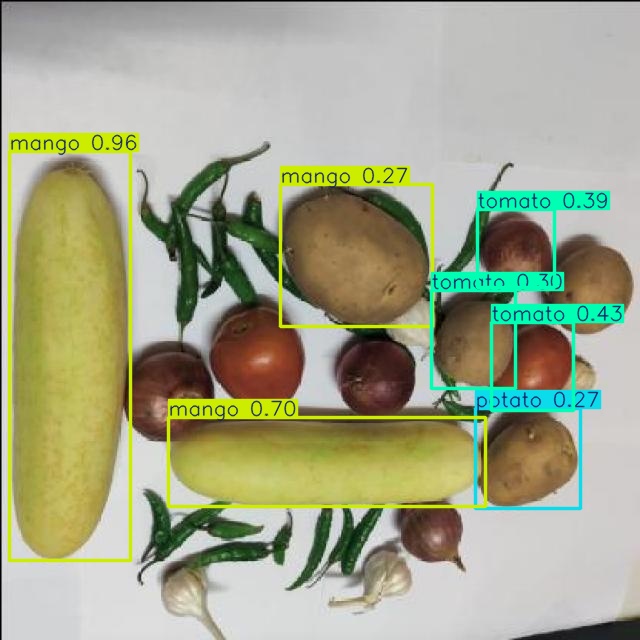 mango 0.96
mango 0.27
tomato 0.39
tomato 0.30
tomato 0.43
mango 0.70
potato 0.27